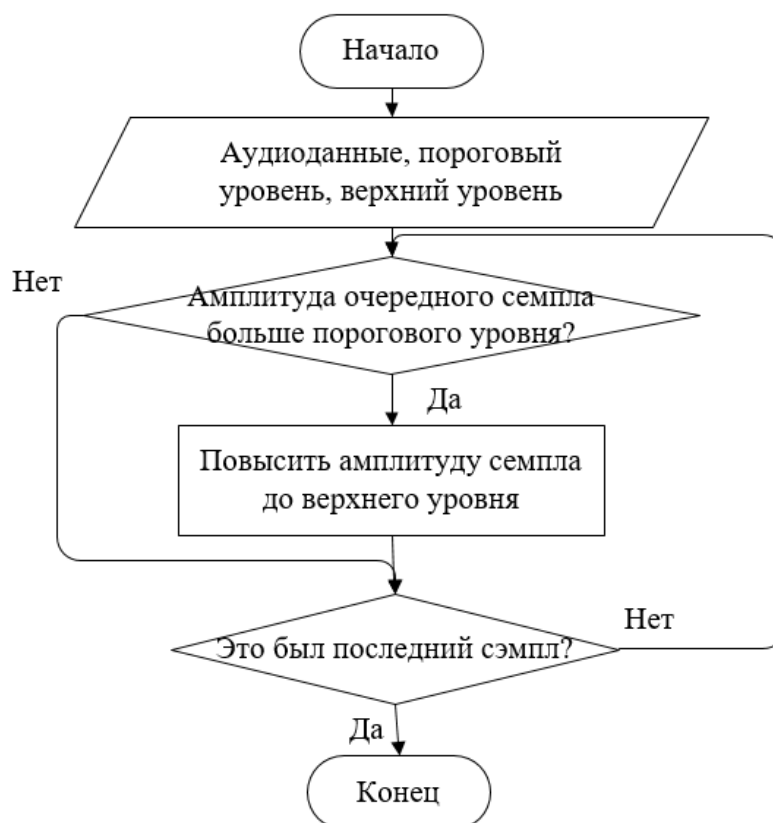 Начало
Аудиоданные, пороговый
уровень, верхний уровень
Нет
Амплитуда очередного семпла
больше порогового уровня?
Да
Повысить амплитуду семпла
до верхнего уровня
Нет
Это был последний сэмпл?
Да
Конец